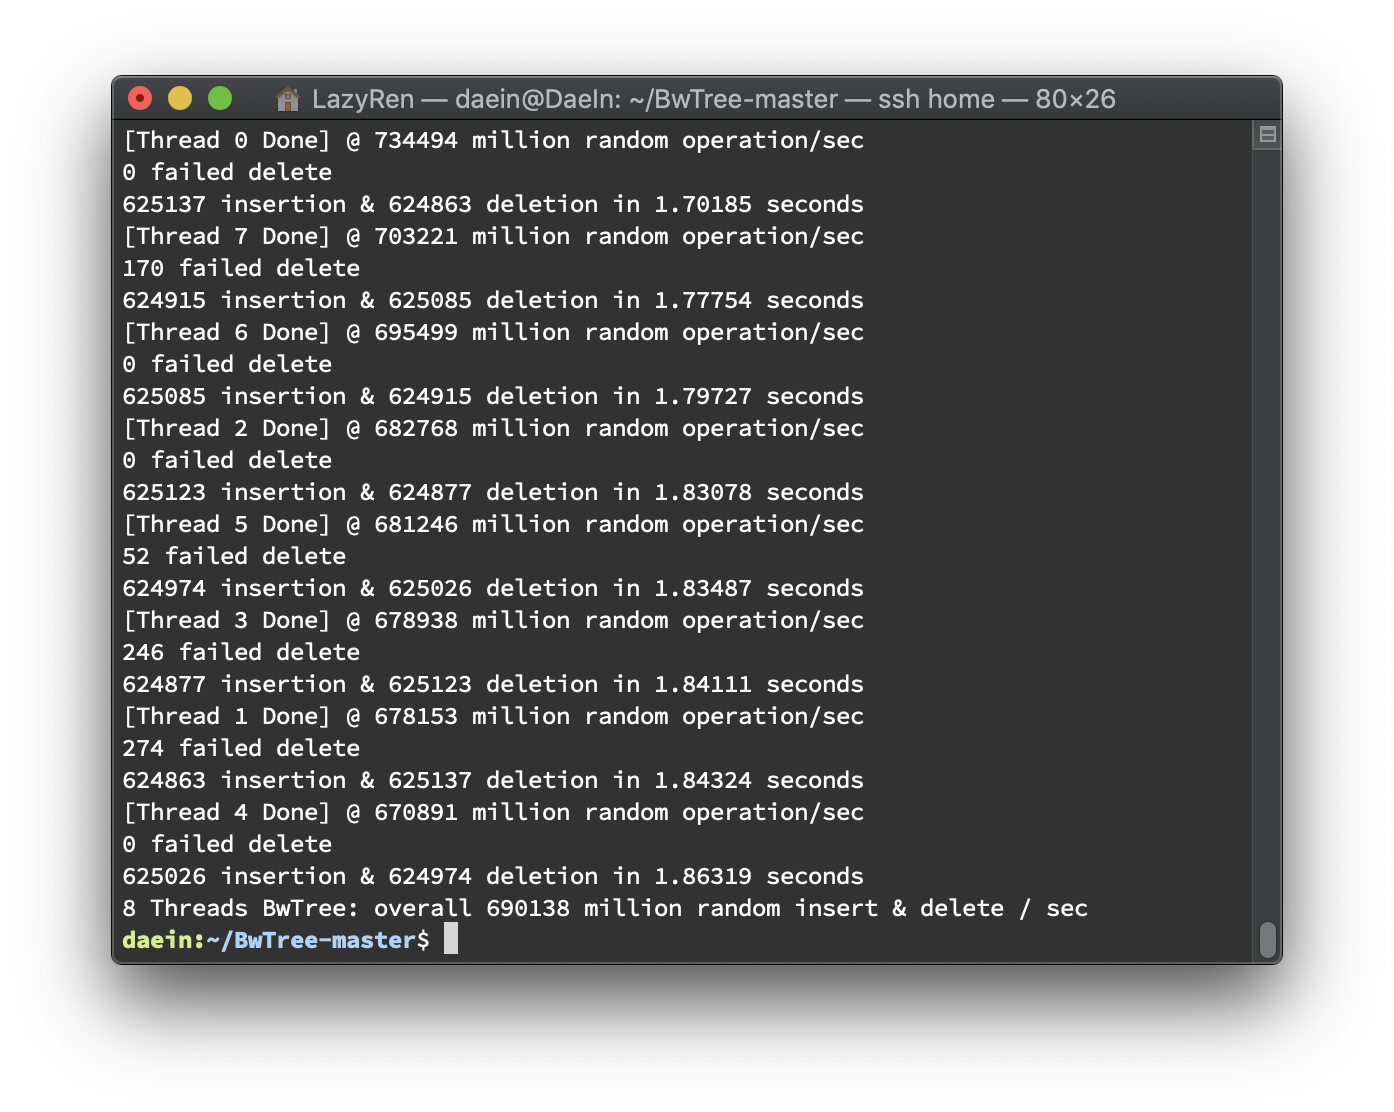 LazyRen — daein@DaeIn: ~/BwTree-master — ssh home — 80×26
[Thread 0 Done] @ 734494 million random operation/sec
0 failed delete
625137 insertion & 624863 deletion in 1.70185 seconds
[Thread 7 Done] @ 703221 million random operation/sec
170 failed delete
624915 insertion & 625085 deletion in 1.77754 seconds
[Thread 6 Done] @ 695499 million random operation/sec
0 failed delete
625085 insertion & 624915 deletion in 1.79727 seconds
[Thread 2 Done] @ 682768 million random operation/sec
0 failed delete
625123 insertion & 624877 deletion in 1.83078 seconds
[Thread 5 Done] @ 681246 million random operation/sec
52 failed delete
624974 insertion & 625026 deletion in 1.83487 seconds
[Thread 3 Done] @ 678938 million random operation/sec
246 failed delete
624877 insertion & 625123 deletion in 1.84111 seconds
[Thread 1 Done] @ 678153 million random operation/sec
274 failed delete
624863 insertion & 625137 deletion in 1.84324 seconds
[Thread 4 Done] @ 670891 million random operation/sec
0 failed delete
625026 insertion & 624974 deletion in 1.86319 seconds
8 Threads BwTree: overall 690138 million random insert & delete / sec
daein:~/BwTree-master$